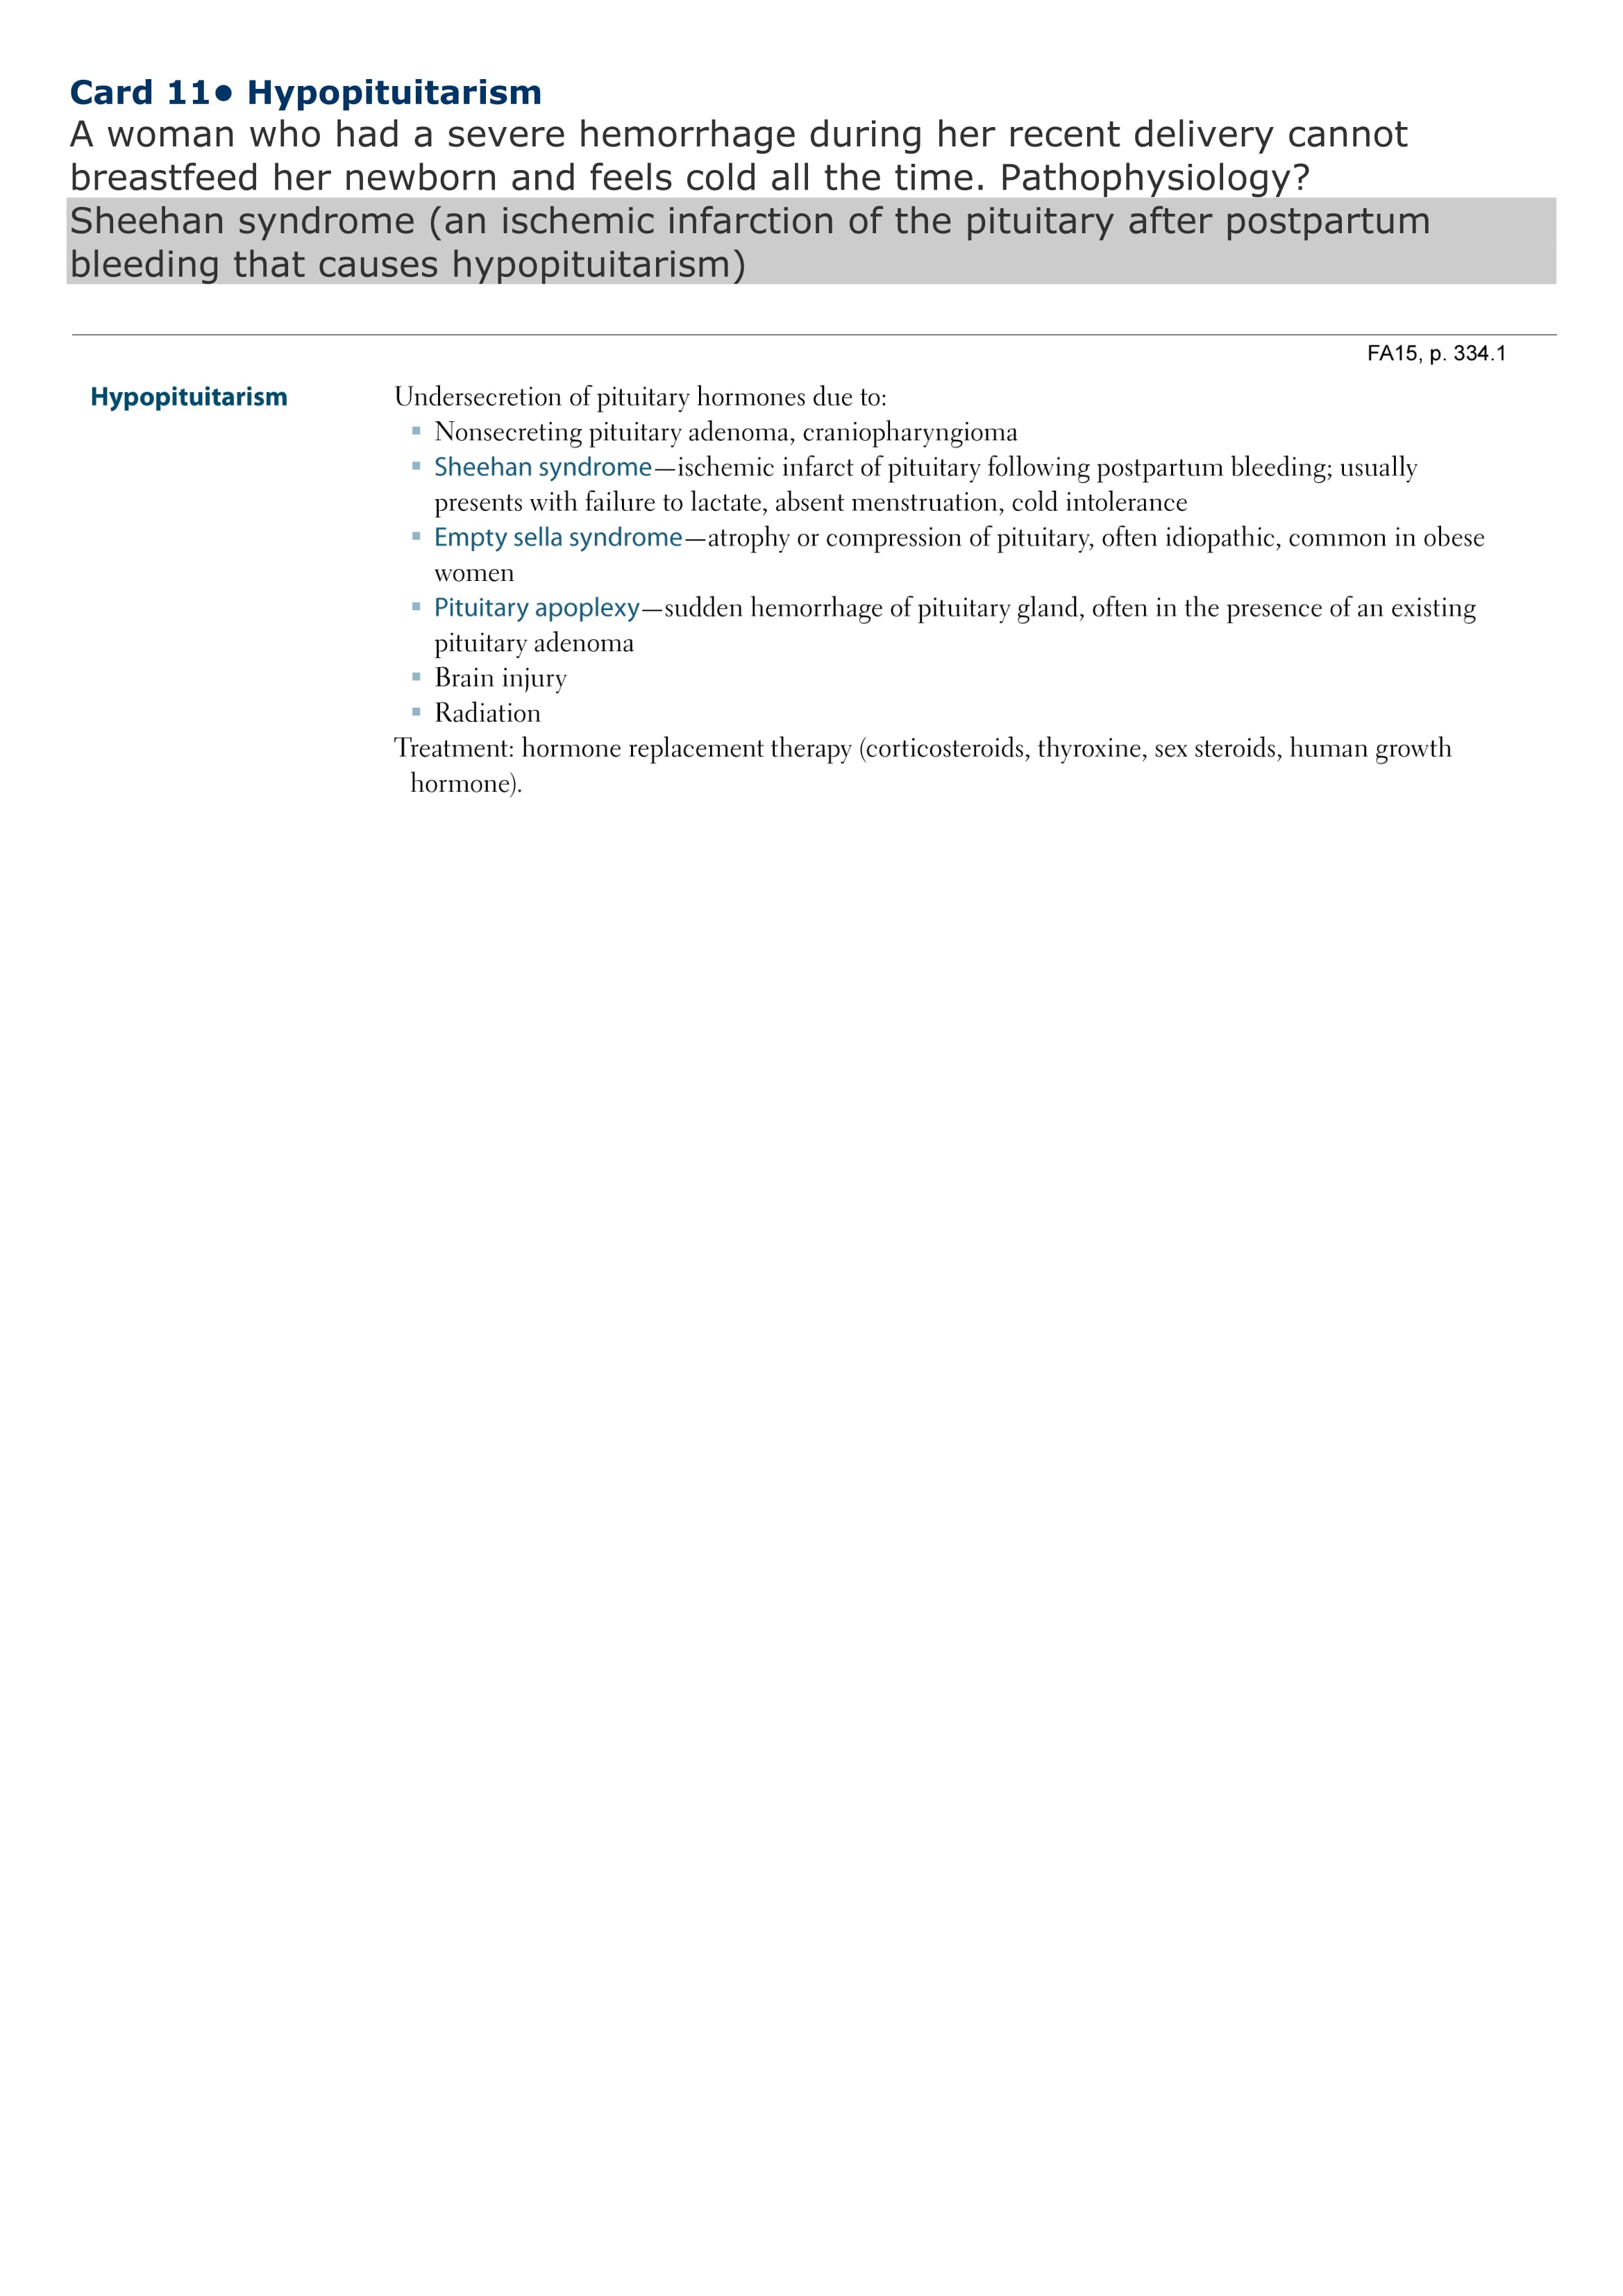 Card 11● Hypopituitarism
A woman who had a severe hemorrhage during her recent delivery cannot
breastfeed her newborn and feels cold all the time. Pathophysiology?
Sheehan syndrome (an ischemic infarction of the pituitary after postpartum
bleeding that causes hypopituitarism)
FA15, p. 334.1
Hypopituitarism
Undersecretion of pituitary hormones due to:
▪ Nonsecreting pituitary adenoma, craniopharyngioma
▪ Sheehan syndrome—ischemic infarct of pituitary following postpartum bleeding; usually
presents with failure to lactate, absent menstruation, cold intolerance
▪ Empty sella syndrome—atrophy or compression of pituitary, often idiopathic, common in obese
women
▪ Pituitary apoplexy—sudden hemorrhage of pituitary gland, often in the presence of an existing
pituitary adenoma
▪ Brain injury
▪ Radiation
Treatment: hormone replacement therapy (corticosteroids, thyroxine, sex steroids, human growth
hormone).